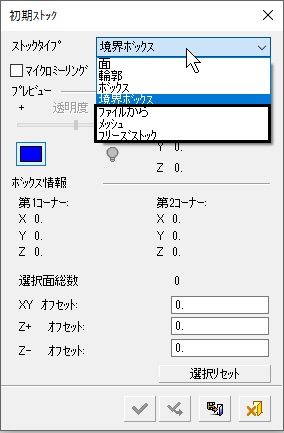 初期ストック
ストックタイプ
境界ボックス
マイクロミーリング
面
輪郭
ボックス
境界ボックス
ファイルから
メッシュ
フリーズストック
プレビュー
+ 透明度
Y 0.
Z 0.
ボックス情報
第1コーナー: 第2コーナー:
X 0. X 0.
Y 0. Y 0.
Z 0. Z 0.
選択面総数 0
XY オフセット: 0.
Z+ オフセット: 0.
Z- オフセット: 0.
選択リセット